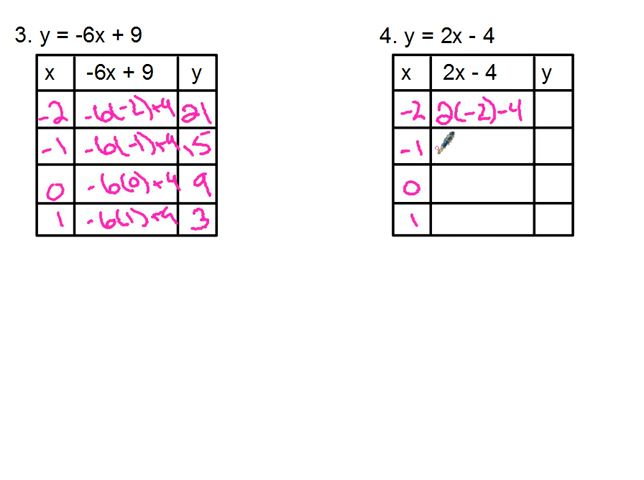 3. y = -6x + 9
x -6x + 9 y
-2 -6(-2)+9 21
-1 -6(-1)+9 15
0 -6(0)+9 9
1 -6(1)+9 3
4. y = 2x - 4
x 2x - 4 y
-2 2(-2)-4
-1
0
1